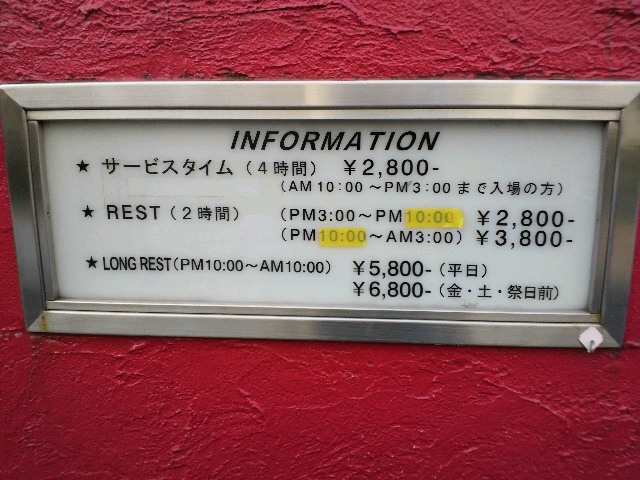 INFORMATION
★ サービスタイム (4時間) ¥2,800-
(AM10:00～PM3:00まで入場の方)
★ REST (2時間) (PM3:00～PM10:00) ¥2,800-
(PM10:00～AM3:00) ¥3,800-
★ LONG REST (PM10:00～AM10:00) ¥5,800- (平日)
¥6,800- (金・土・祭日前)